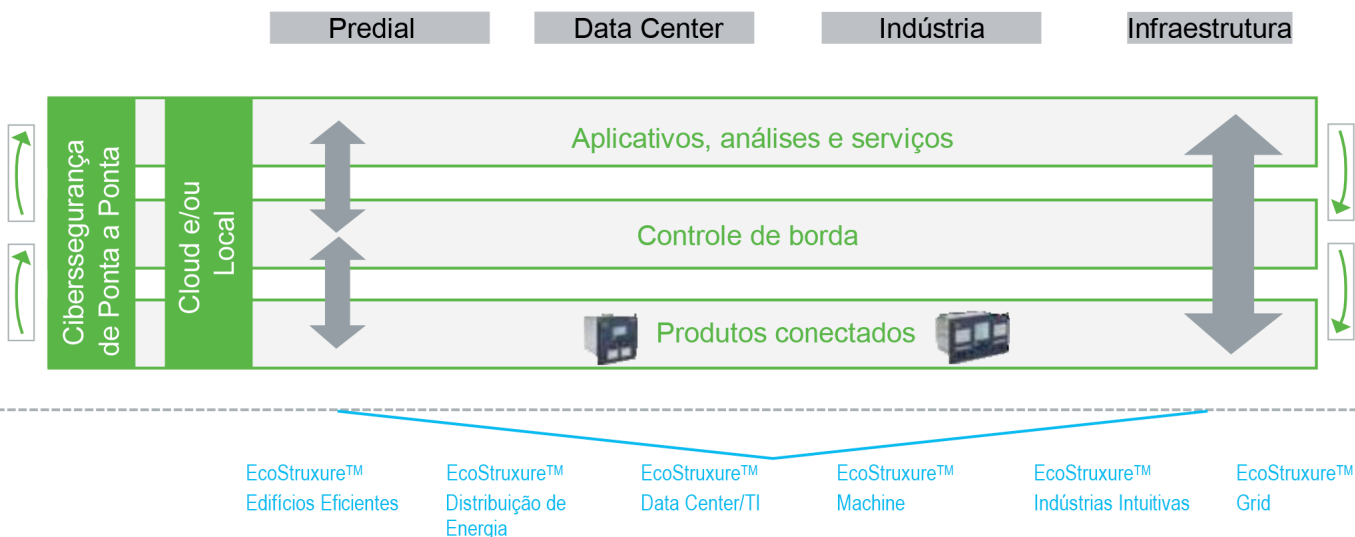 Predial
Data Center
Indústria
Infraestrutura
Ciberssegurança
de Ponta a Ponta
Cloud e/ou
Local
Aplicativos, análises e serviços
Controle de borda
Produtos conectados
EcoStruxure™
Edifícios Eficientes
EcoStruxure™
Distribuição de
Energia
EcoStruxure™
Data Center/TI
EcoStruxure™
Machine
EcoStruxure™
Indústrias Intuitivas
EcoStruxure™
Grid